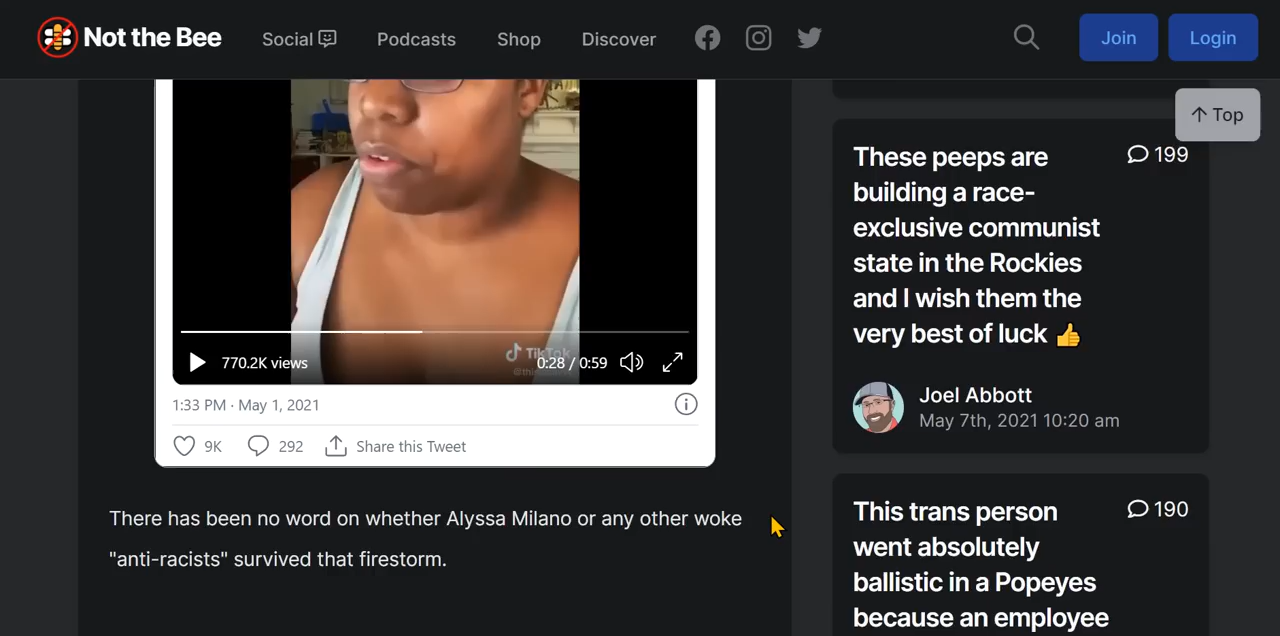 Not the Bee
Social
Podcasts
Shop
Discover
Join
Login
↑ Top
770.2K views
TikTok
0:28 / 0:59
1:33 PM · May 1, 2021
9K
292
Share this Tweet
There has been no word on whether Alyssa Milano or any other woke
"anti-racists" survived that firestorm.
These peeps are
199
building a race-
exclusive communist
state in the Rockies
and I wish them the
very best of luck 👍
Joel Abbott
May 7th, 2021 10:20 am
This trans person
190
went absolutely
ballistic in a Popeyes
because an employee